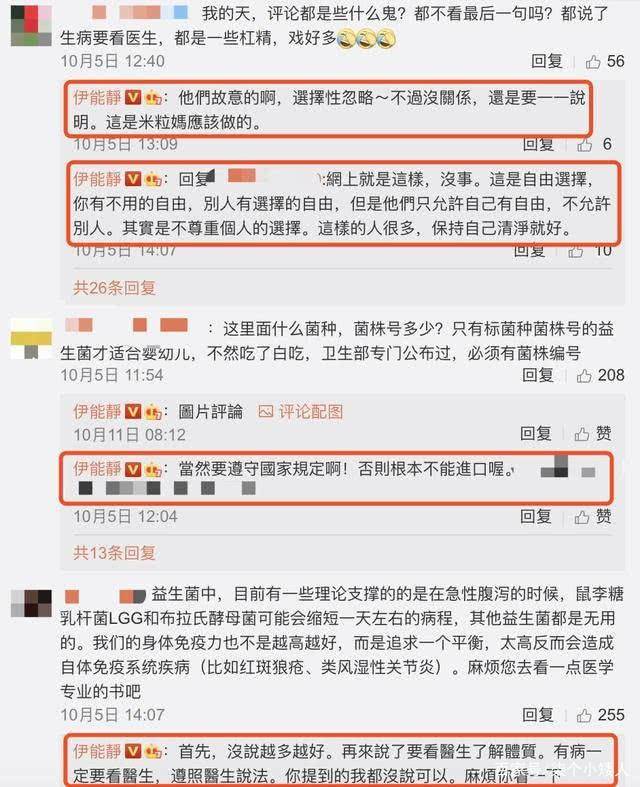 我的天，评论都是些什么鬼？都不看最后一句吗？都说了
生病要看医生，都是一些杠精，戏好多
10月5日 12:40 回复 56
伊能靜：他們故意的啊，選擇性忽略～不過沒關係，還是要一一說
明。這是米粒媽應該做的。
10月5日 13:09 回复 6
伊能靜：回复 :網上就是這樣，沒事。這是自由選擇，
你有不用的自由，別人有選擇的自由，但是他們只允許自己有自由，不允許
別人。其實是不尊重個人的選擇。這樣的人很多，保持自己清淨就好。
10月5日 14:07 回复 10
共26条回复
：这里面什么菌种，菌株号多少？只有标菌种菌株号的益
生菌才适合婴幼儿，不然吃了白吃，卫生部专门公布过，必须有菌株编号
10月5日 11:54 回复 208
伊能靜：圖片評論 评论配图
10月11日 08:12 回复 赞
伊能靜：當然要遵守國家規定啊！否則根本不能進口喔。
10月5日 12:04 回复 赞
共13条回复
益生菌中，目前有一些理论支撑的的是在急性腹泻的时候，鼠李糖
乳杆菌LGG和布拉氏酵母菌可能会缩短一天左右的病程，其他益生菌都是无用
的。我们的身体免疫力也不是越高越好，而是追求一个平衡，太高反而会造成
自体免疫系统疾病（比如红斑狼疮、类风湿性关节炎）。麻烦您去看一点医学
专业的书吧
10月5日 14:07 回复 255
伊能靜：首先，沒說越多越好。再來說了要看醫生了解體質。有病一
定要看醫生，遵照醫生說法。你提到的我都沒說可以。麻煩你看一下